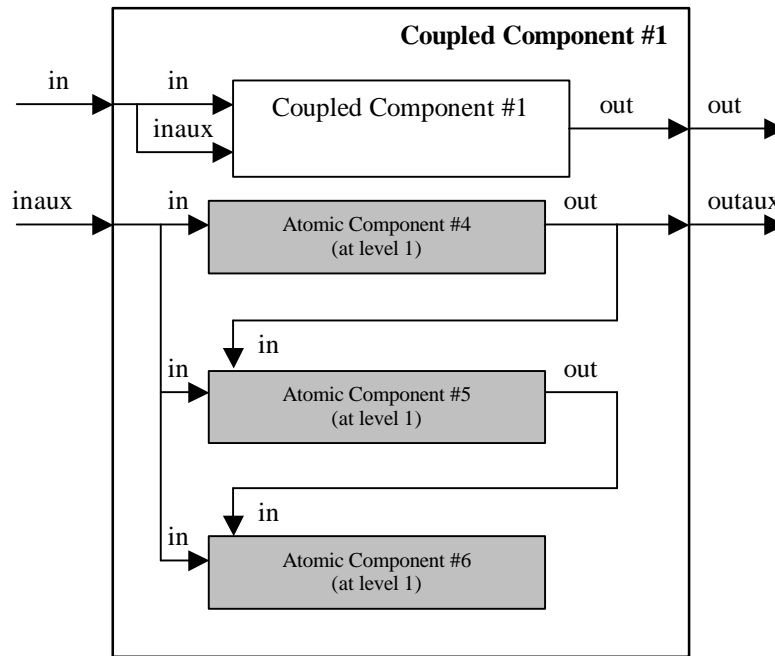 Coupled Component #1
in
in
Coupled Component #1
out
out
inaux
inaux
in
Atomic Component #4
(at level 1)
out
outaux
in
in
Atomic Component #5
(at level 1)
out
in
in
Atomic Component #6
(at level 1)